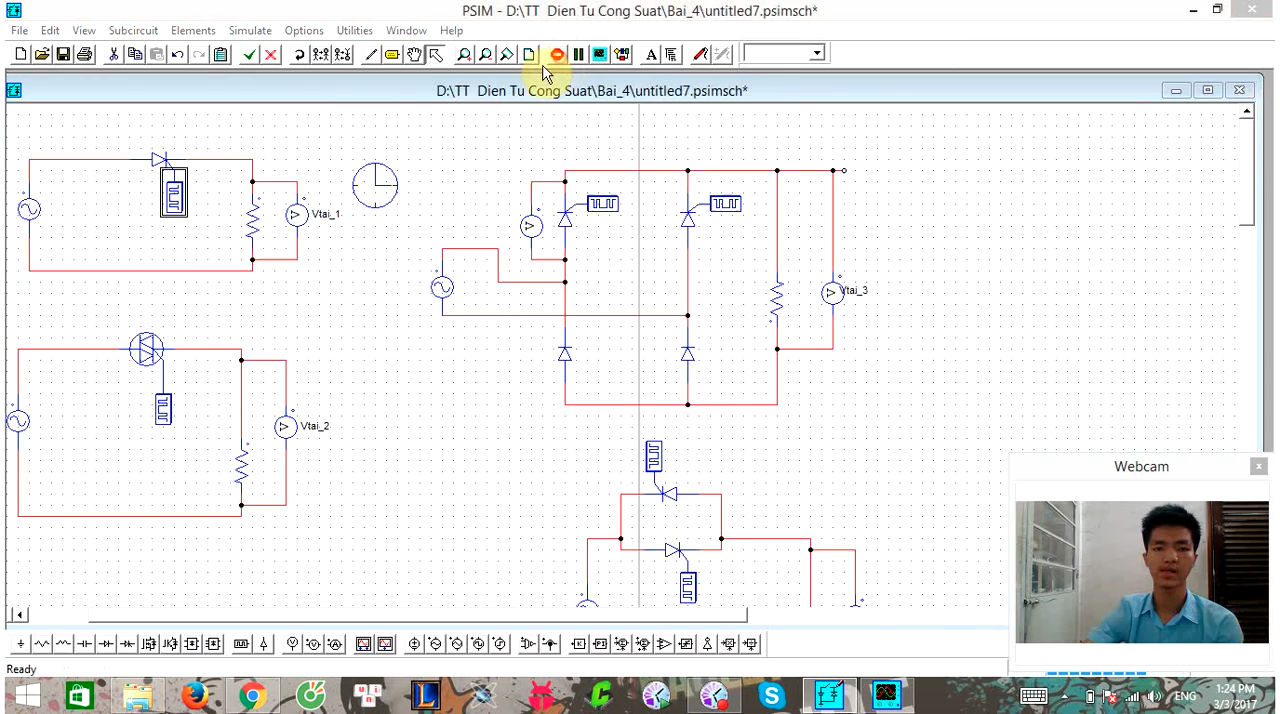 PSIM - D:\TT Dien Tu Cong Suat\Bai_4\untitled7.psimsch*
File Edit View Subcircuit Elements Simulate Options Utilities Window Help
D:\TT Dien Tu Cong Suat\Bai_4\untitled7.psimsch*
Vtai_1
Vtai_3
Vtai_2
Webcam
Ready
ENG
1:24 PM
3/3/2017